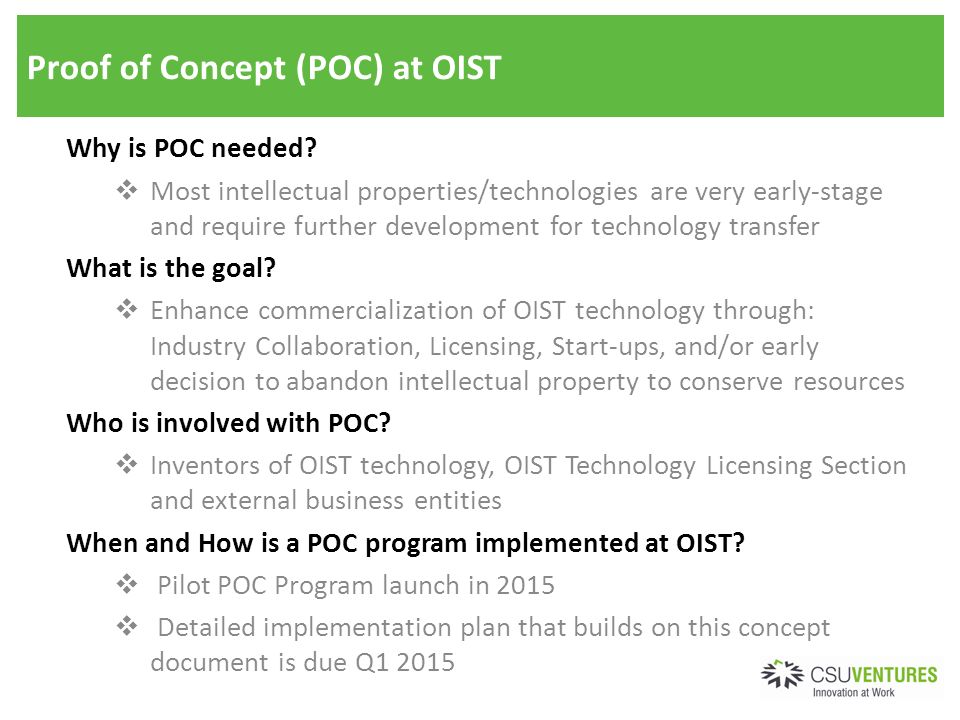 Proof of Concept (POC) at OIST
Why is POC needed?
❖ Most intellectual properties/technologies are very early-stage
and require further development for technology transfer
What is the goal?
❖ Enhance commercialization of OIST technology through:
Industry Collaboration, Licensing, Start-ups, and/or early
decision to abandon intellectual property to conserve resources
Who is involved with POC?
❖ Inventors of OIST technology, OIST Technology Licensing Section
and external business entities
When and How is a POC program implemented at OIST?
❖ Pilot POC Program launch in 2015
❖ Detailed implementation plan that builds on this concept
document is due Q1 2015
CSUVENTURES
Innovation at Work